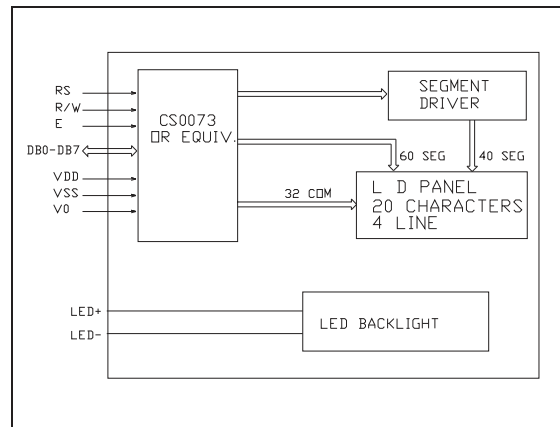 RS
R/W
E
DB0-DB7
VDD
VSS
V0
CS0073
OR EQUIV.
SEGMENT
DRIVER
60 SEG
40 SEG
32 COM
L D PANEL
20 CHARACTERS
4 LINE
LED+
LED-
LED BACKLIGHT